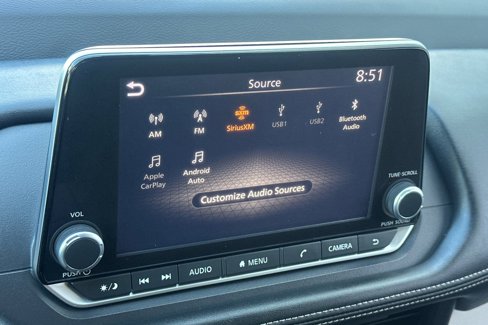 Source
8:51
AM
FM
sxm
SiriusXM
USB1
USB2
Bluetooth
Audio
Apple
CarPlay
Android
Auto
Customize Audio Sources
VOL
PUSH
TUNE·SCROLL
PUSH SOUND
AUDIO
MENU
CAMERA